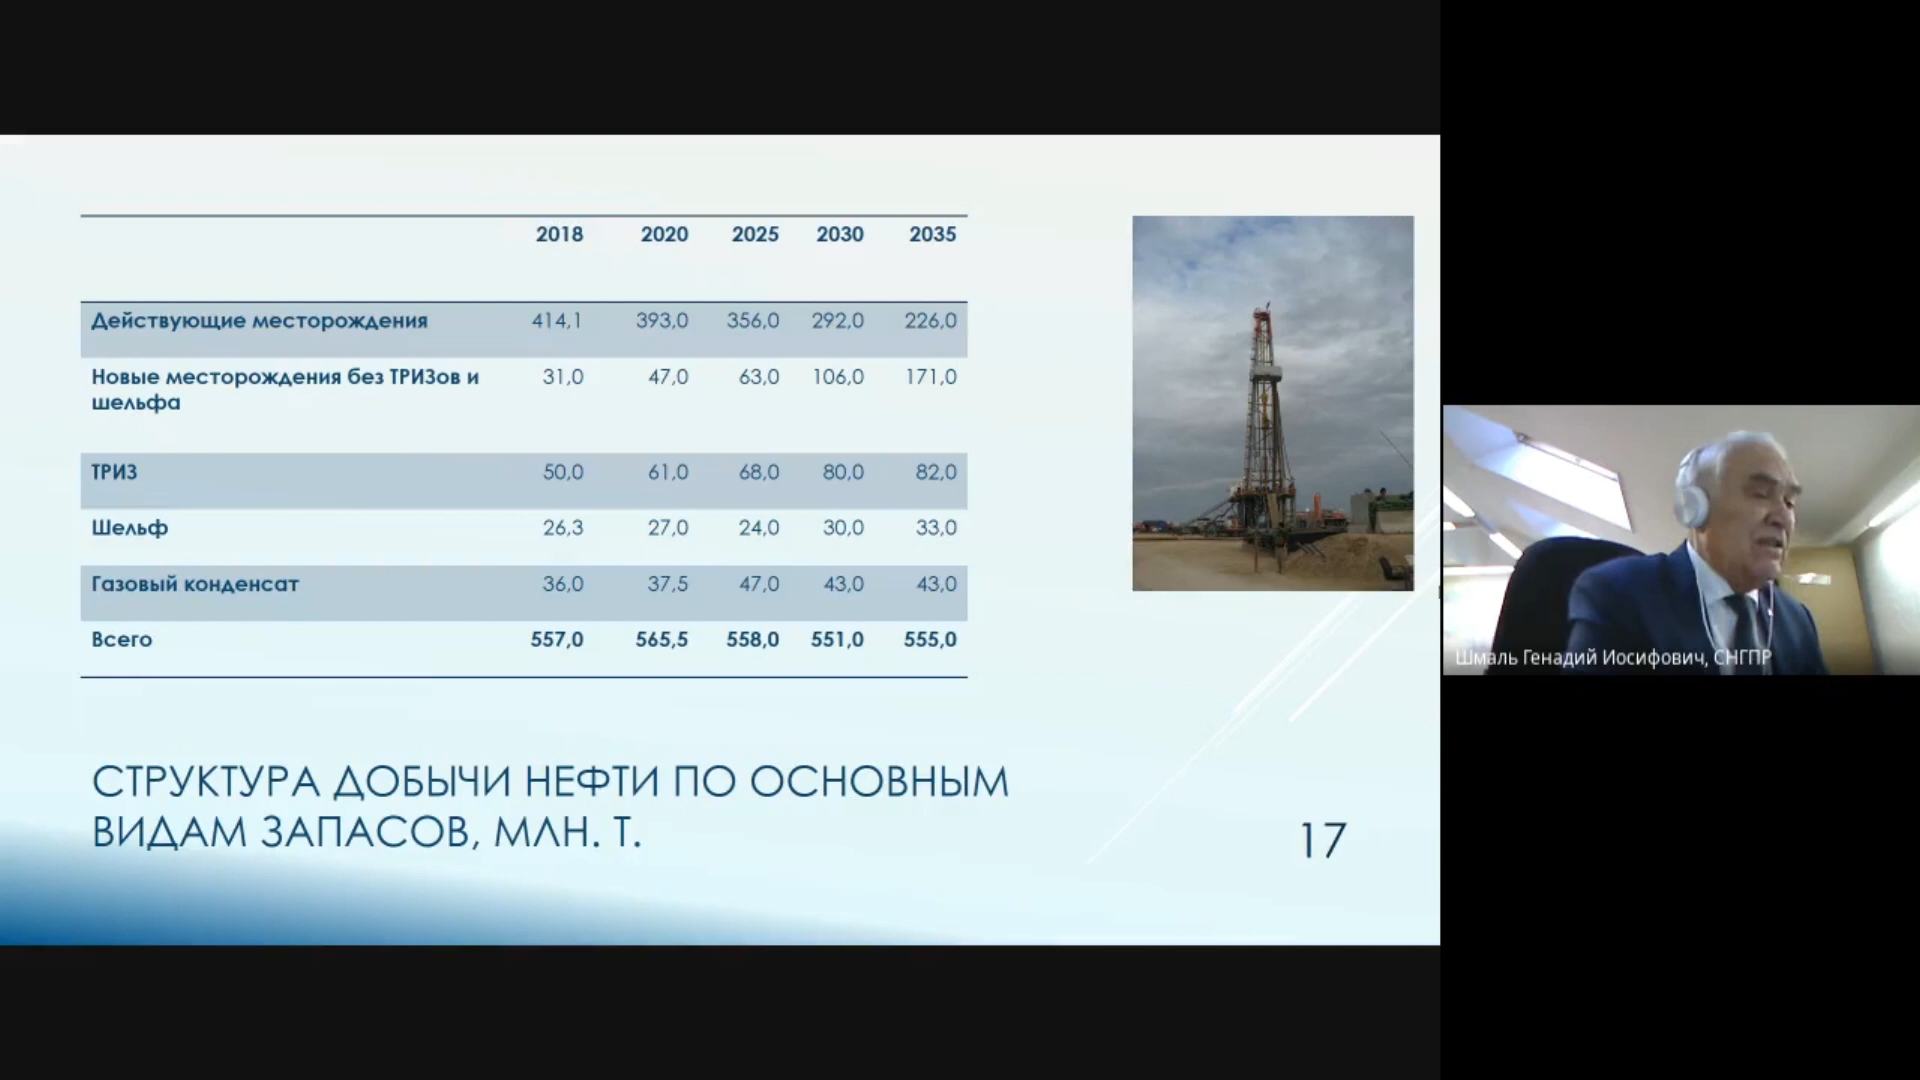 2018 2020 2025 2030 2035
Действующие месторождения 414,1 393,0 356,0 292,0 226,0
Новые месторождения без ТРИЗов и 31,0 47,0 63,0 106,0 171,0
шельфа
ТРИЗ 50,0 61,0 68,0 80,0 82,0
Шельф 26,3 27,0 24,0 30,0 33,0
Газовый конденсат 36,0 37,5 47,0 43,0 43,0
Всего 557,0 565,5 558,0 551,0 555,0
СТРУКТУРА ДОБЫЧИ НЕФТИ ПО ОСНОВНЫМ
ВИДАМ ЗАПАСОВ, МЛН. Т.
17
Шмаль Генадий Иосифович, СНГПР